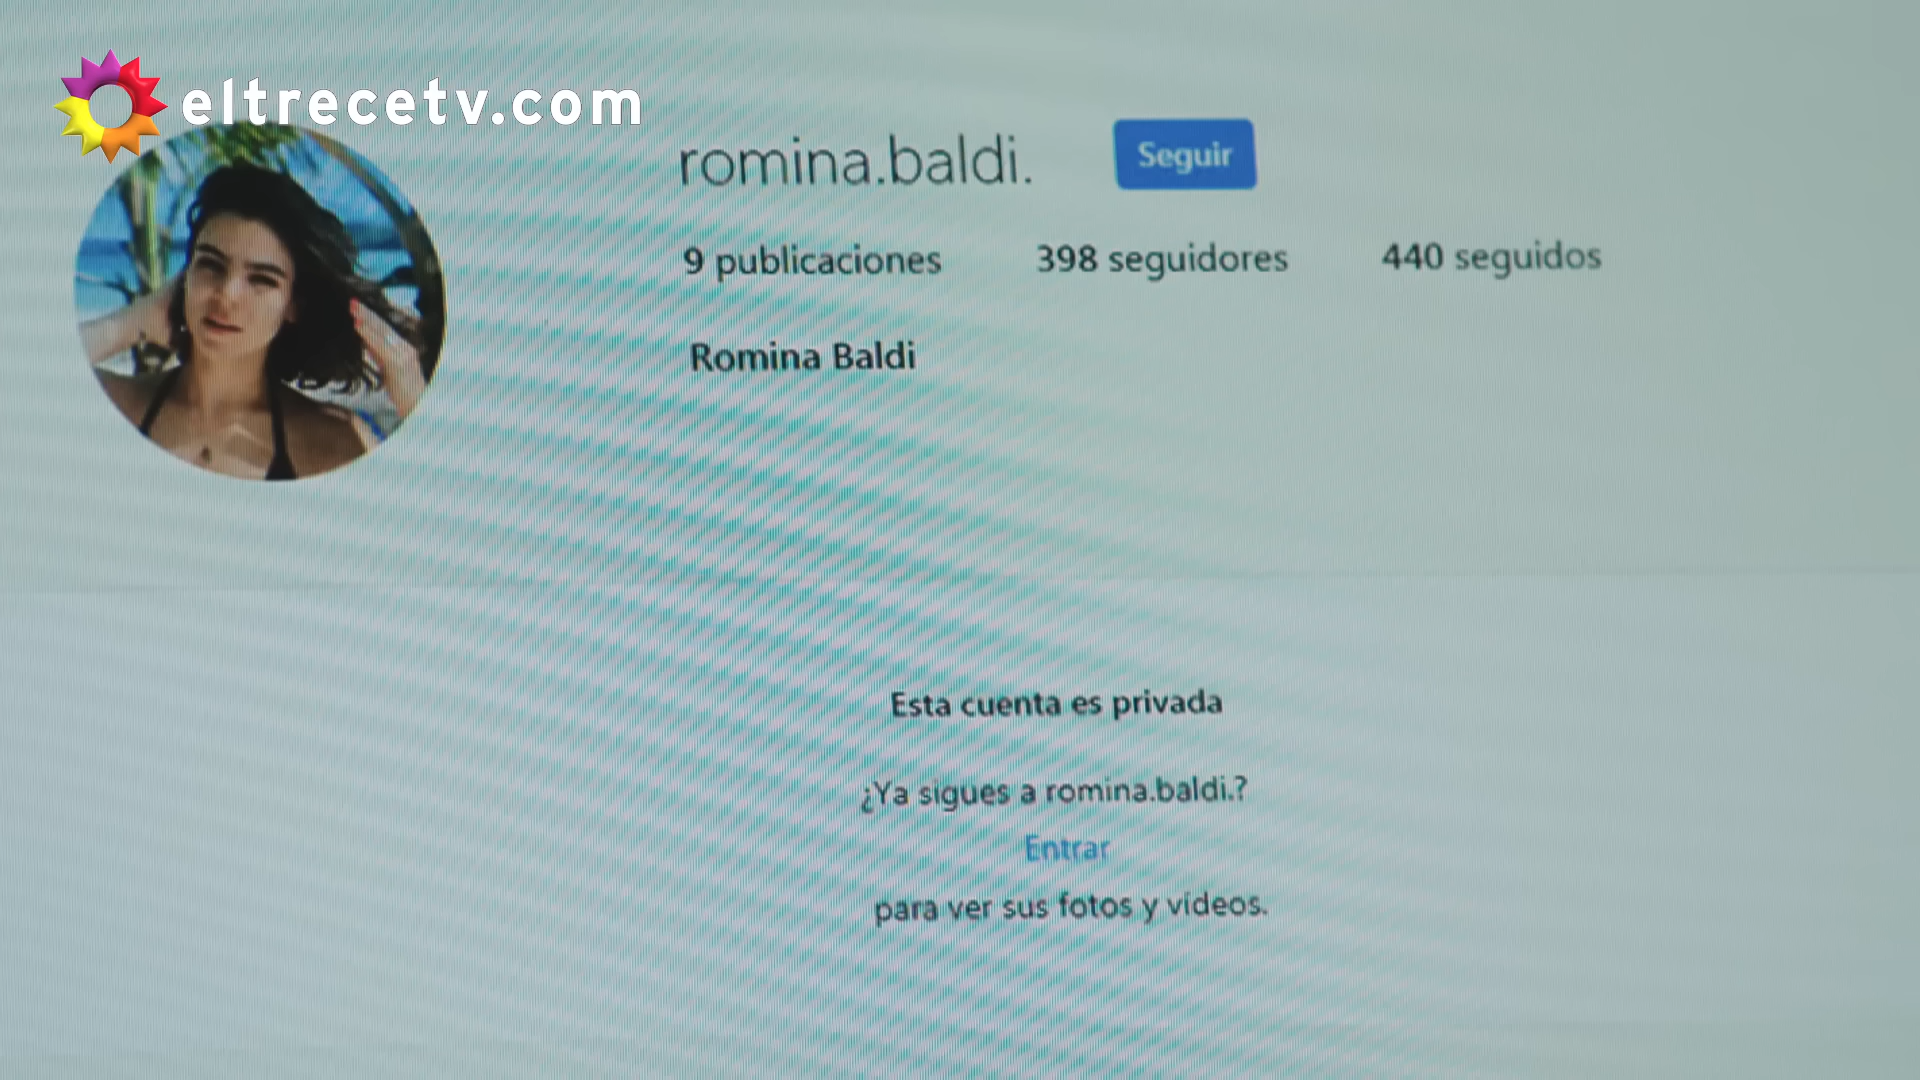 eltrecetv.com
romina.baldi.
Seguir
9 publicaciones
398 seguidores
440 seguidos
Romina Baldi
Esta cuenta es privada
¿Ya sigues a romina.baldi.?
Entrar
para ver sus fotos y vídeos.